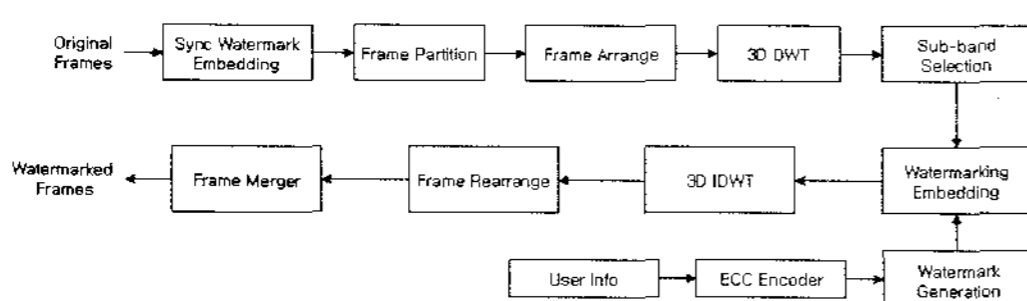 Original
Frames
Sync Watermark
Embedding
Frame Partition
Frame Arrange
3D DWT
Sub-band
Selection
Watermarked
Frames
Frame Merger
Frame Rearrange
3D IDWT
Watermarking
Embedding
User Info
ECC Encoder
Watermark
Generation